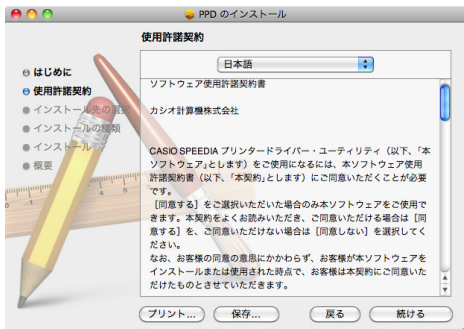 PPD のインストール
使用許諾契約
日本語
はじめに
使用許諾契約
インストール先の選択
インストールの種類
インストール
概要
ソフトウェア使用許諾契約書
カシオ計算機株式会社
CASIO SPEEDIA プリンタードライバー・ユーティリティ（以下、「本
ソフトウェア」とします）をご使用になるには、本ソフトウェア使用
許諾契約書（以下、「本契約」とします）にご同意いただくことが必要
です。
［同意する］をご選択いただいた場合のみ本ソフトウェアをご使用で
きます。本契約をよくお読みいただき、ご同意いただける場合は［同
意する］を、ご同意いただけない場合は［同意しない］を選択してく
ださい。
なお、お客様の同意の意思にかかわらず、お客様が本ソフトウェアを
インストールまたは使用された時点で、お客様は本契約にご同意いた
だけたものとさせていただきます。
プリント...
保存...
戻る
続ける